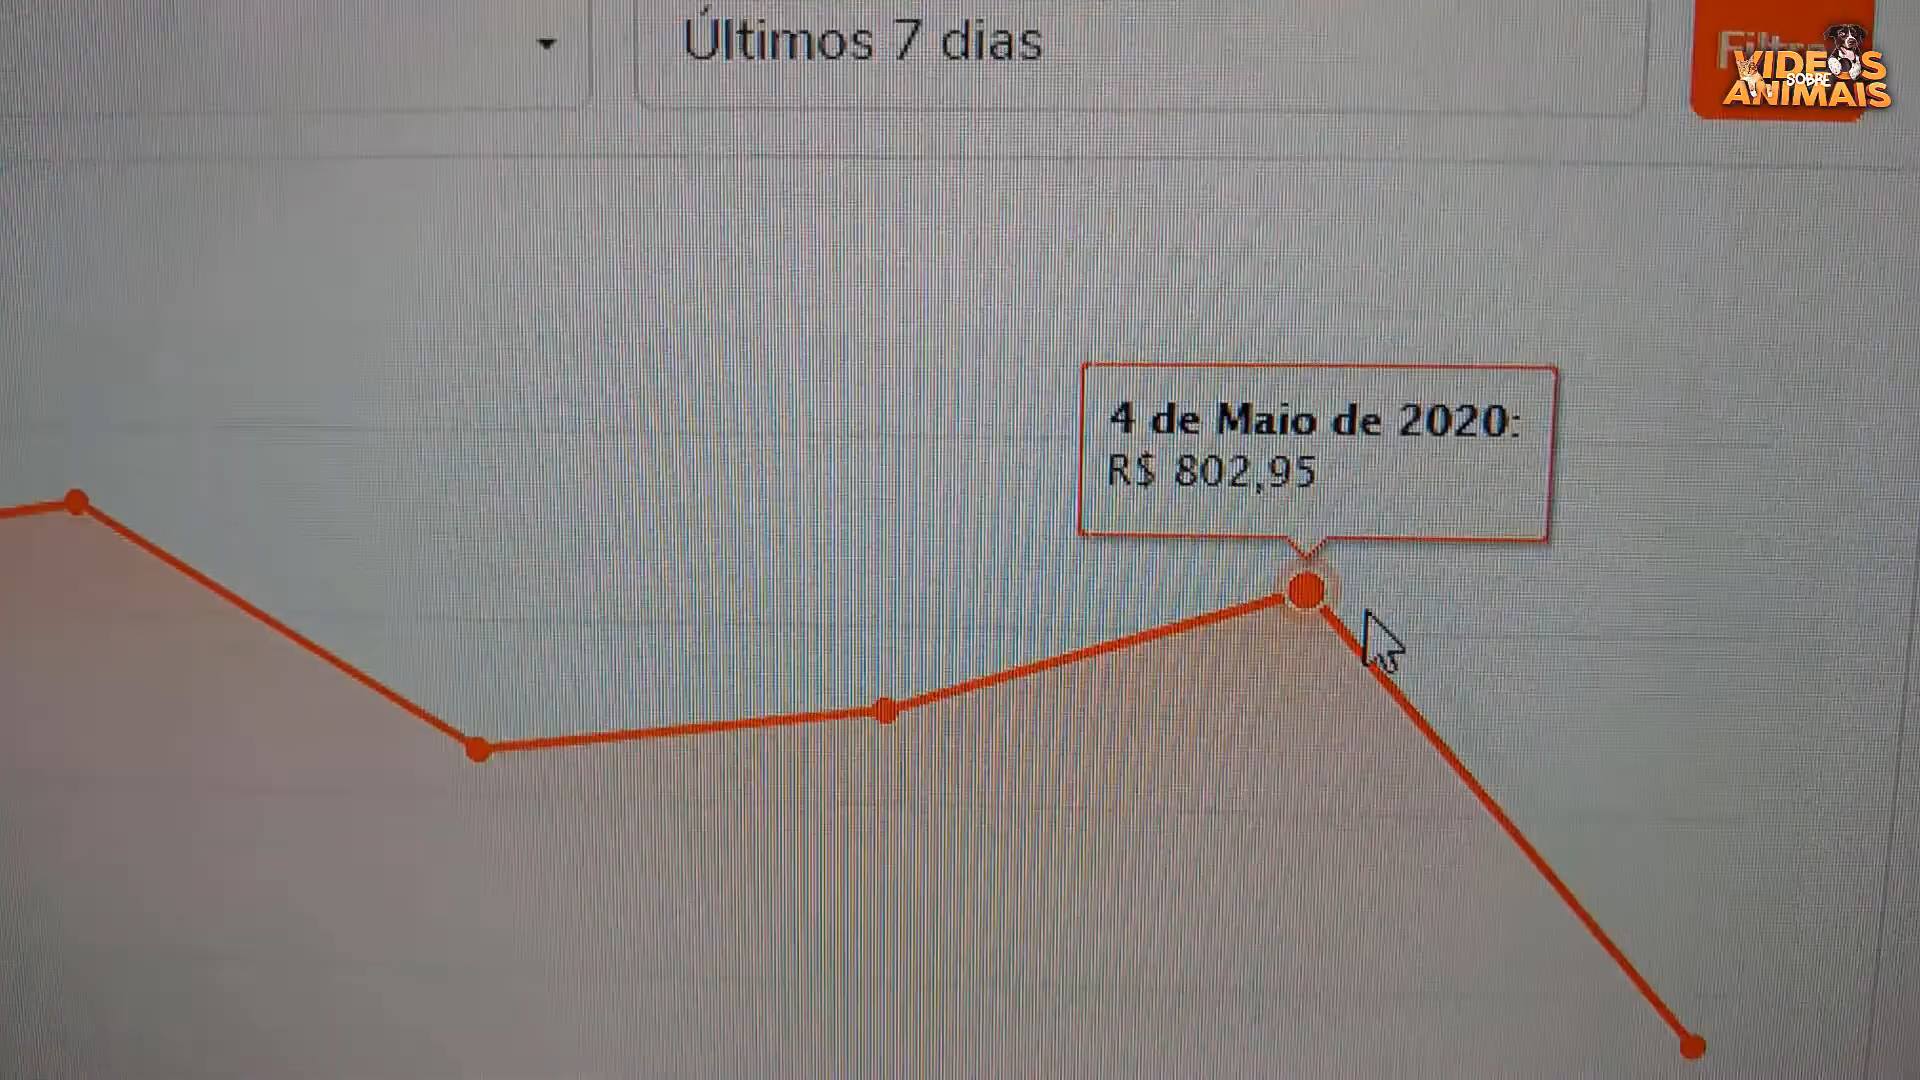 Últimos 7 dias
VIDEOS
SOBRE
ANIMAIS
4 de Maio de 2020:
R$ 802,95